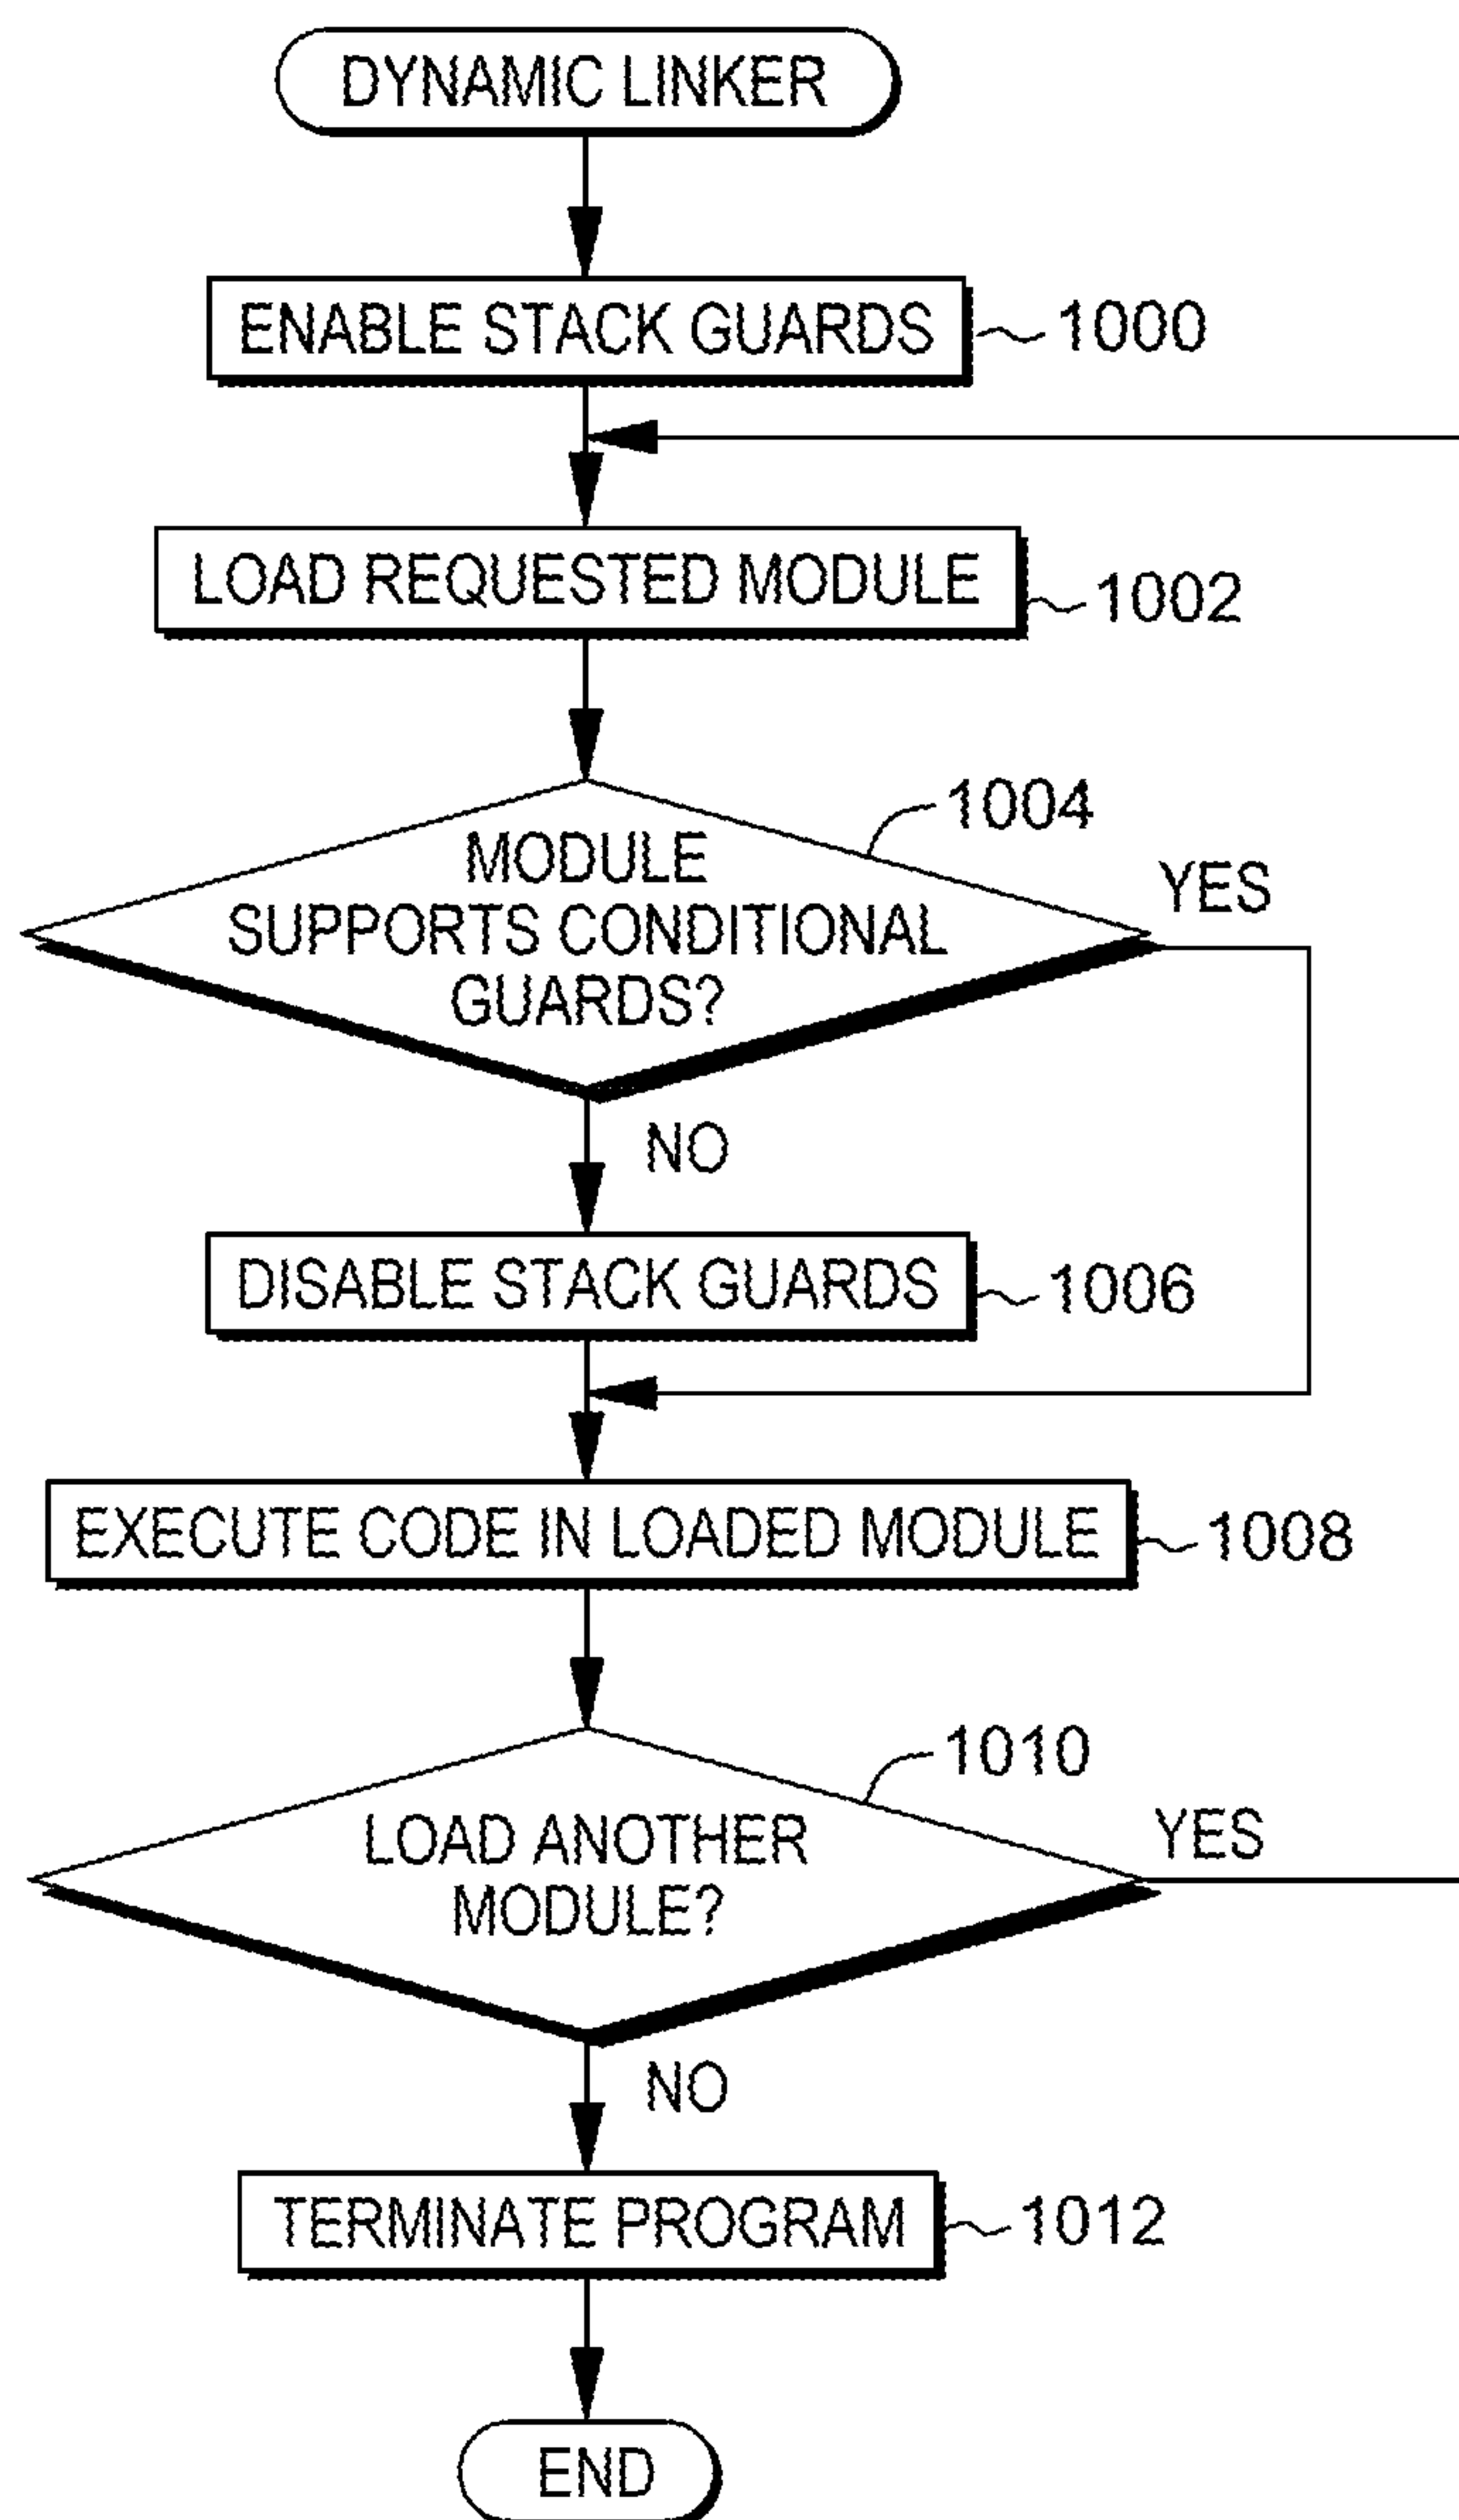 DYNAMIC LINKER
ENABLE STACK GUARDS
1000
LOAD REQUESTED MODULE
1002
1004
MODULE
SUPPORTS CONDITIONAL
GUARDS?
YES
NO
DISABLE STACK GUARDS
1006
EXECUTE CODE IN LOADED MODULE
1008
1010
LOAD ANOTHER
MODULE?
YES
NO
TERMINATE PROGRAM
1012
END